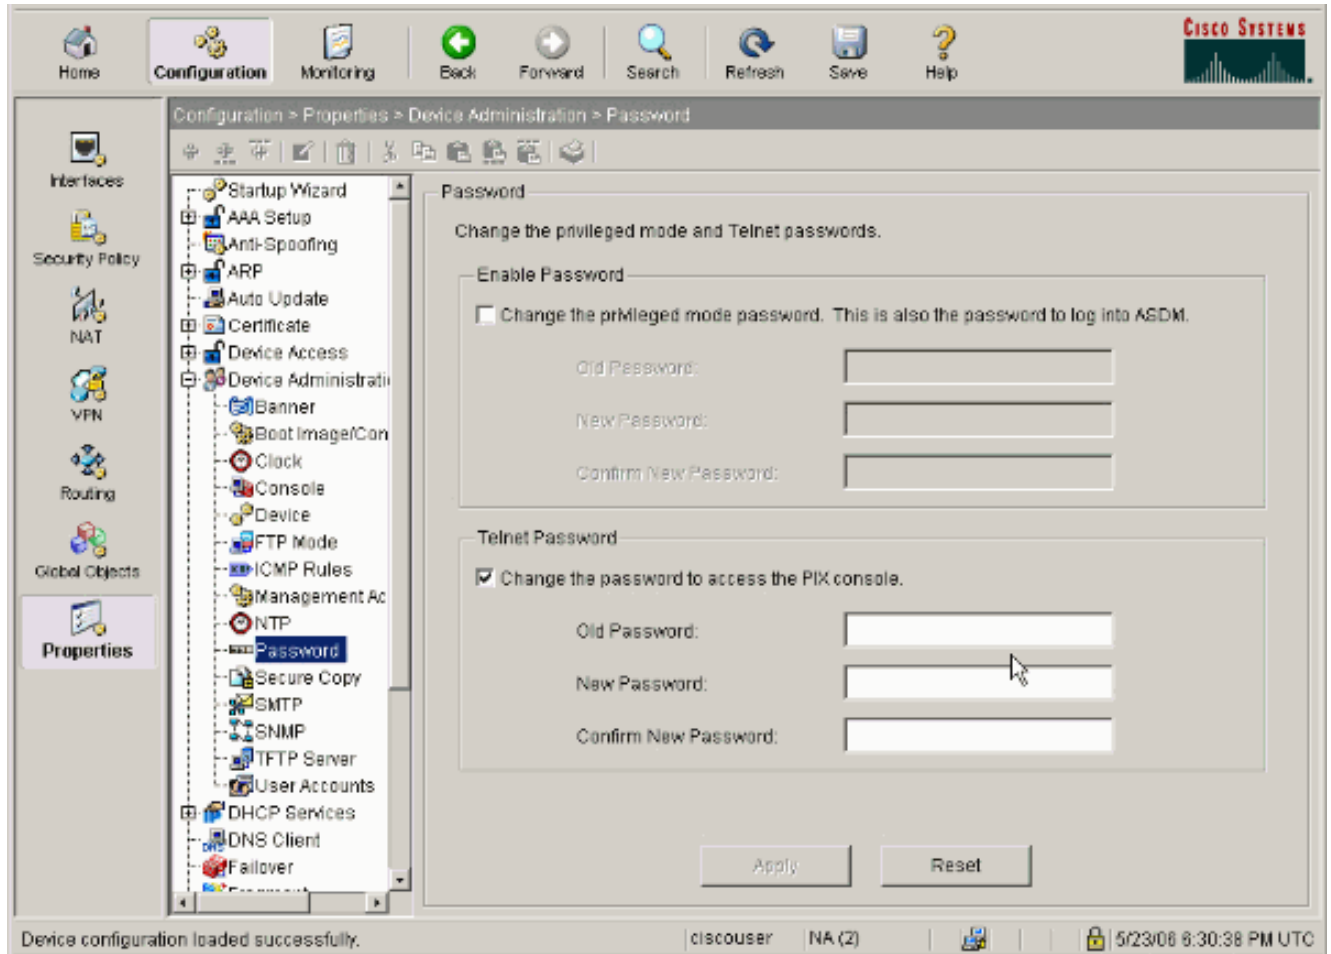 CISCO SYSTEMS
Home
Configuration
Monitoring
Back
Forward
Search
Refresh
Save
Help
Configuration > Properties > Device Administration > Password
Interfaces
Security Policy
NAT
VPN
Routing
Global Objects
Properties
Startup Wizard
AAA Setup
Anti-Spoofing
ARP
Auto Update
Certificate
Device Access
Device Administrati
Banner
Boot Image/Con
Clock
Console
Device
FTP Mode
ICMP Rules
Management Ac
NTP
Password
Secure Copy
SMTP
SNMP
TFTP Server
User Accounts
DHCP Services
DNS Client
Failover
Password
Change the privileged mode and Telnet passwords.
Enable Password
Change the privileged mode password. This is also the password to log into ASDM.
Old Password:
New Password:
Confirm New Password:
Telnet Password
Change the password to access the PIX console.
Old Password:
New Password:
Confirm New Password:
Apply
Reset
Device configuration loaded successfully.
ciscouser
NA (2)
5/23/06 6:30:38 PM UTC